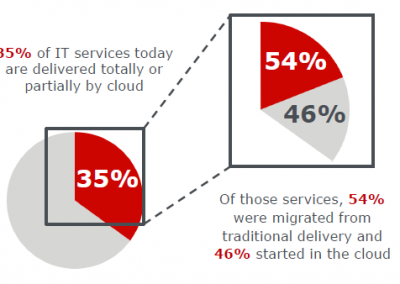 35% of IT services today
are delivered totally or
partially by cloud
54%
46%
35%
Of those services, 54%
were migrated from
traditional delivery and
46% started in the cloud